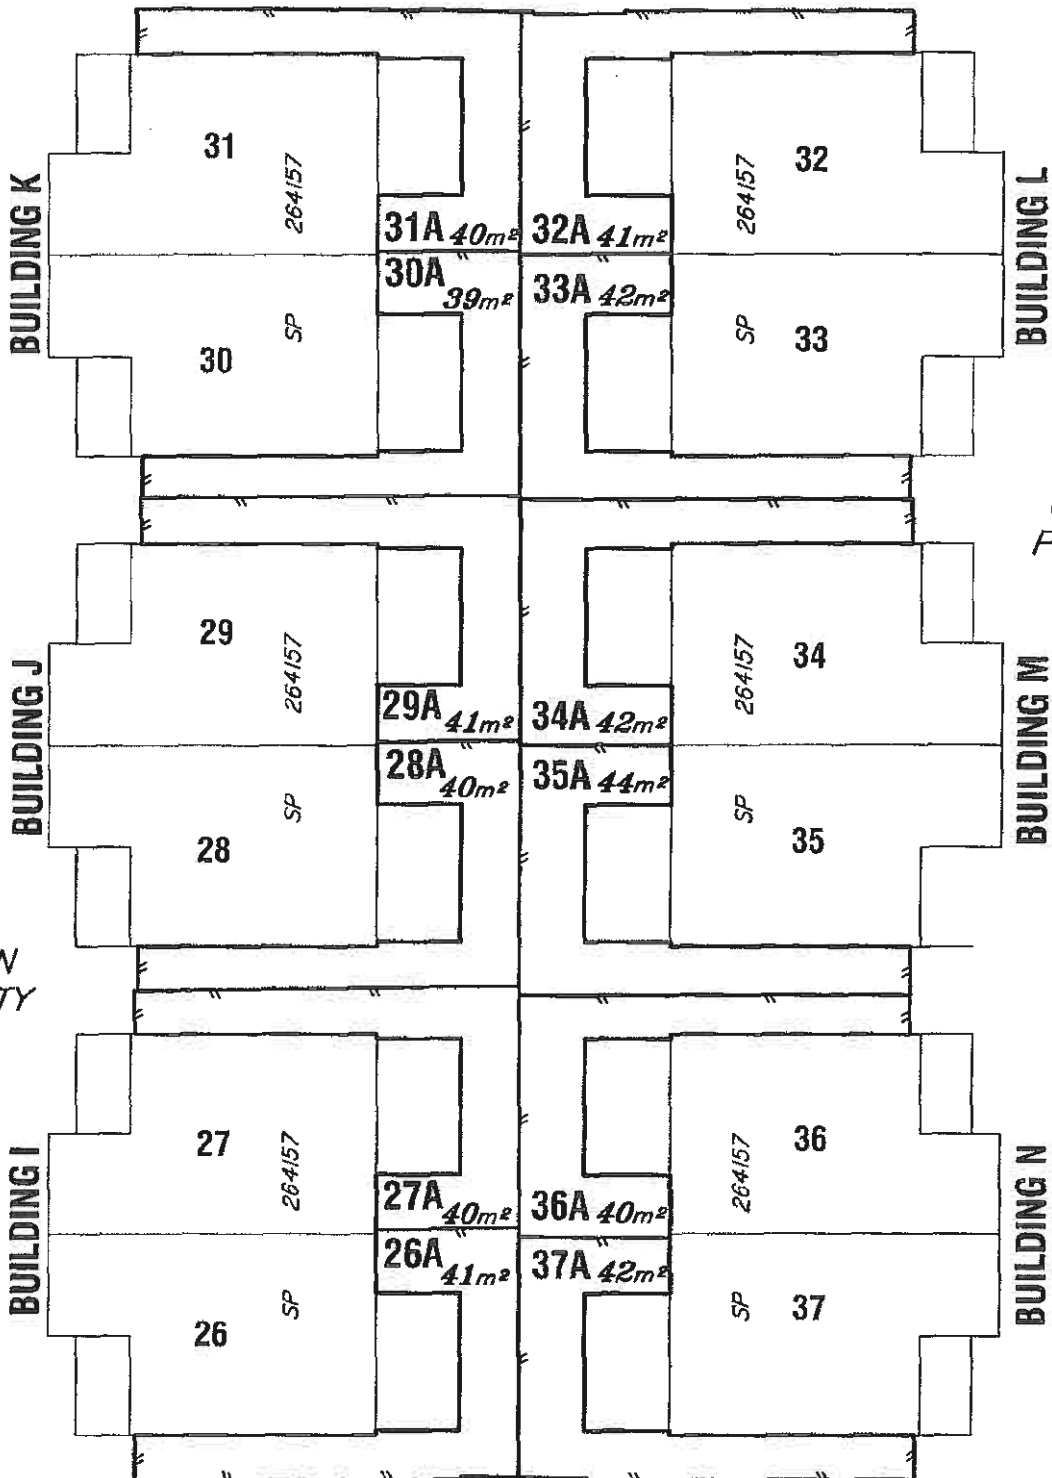 BUILDING K
31
264157
31A 40m²
30A 39m²
SP
30
32A 41m²
33A 42m²
32
264157
SP
33
BUILDING L
BUILDING J
29
264157
29A 41m²
28A 40m²
SP
28
34A 42m²
35A 44m²
34
264157
SP
35
BUILDING M
N
TY
BUILDING I
27
264157
27A 40m²
26A 41m²
SP
26
36A 40m²
37A 42m²
36
264157
SP
37
BUILDING N